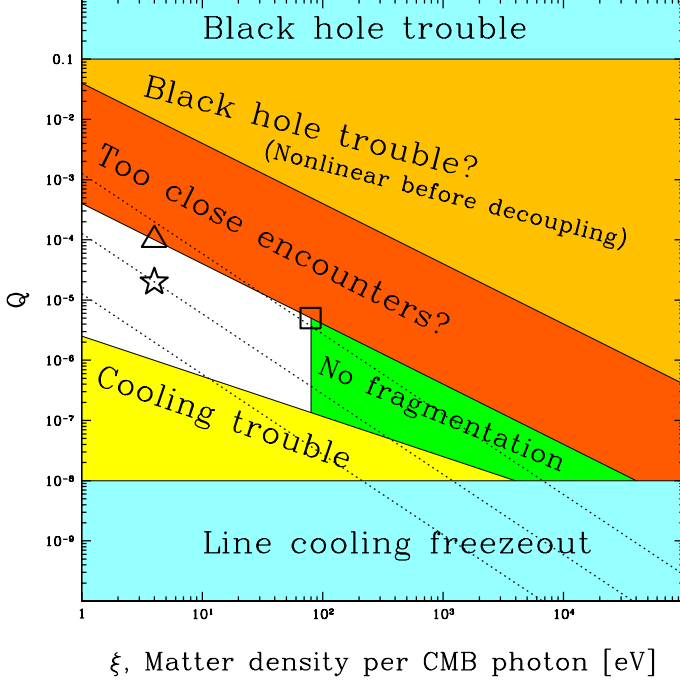 Black hole trouble
0.1
Black hole trouble?
(Nonlinear before decoupling)
10⁻²
Too close encounters?
10⁻³
10⁻⁴
Q
10⁻⁵
10⁻⁶
No fragmentation
Cooling trouble
10⁻⁷
10⁻⁸
10⁻⁹
Line cooling freezeout
1 10¹ 10² 10³ 10⁴
ξ, Matter density per CMB photon [eV]